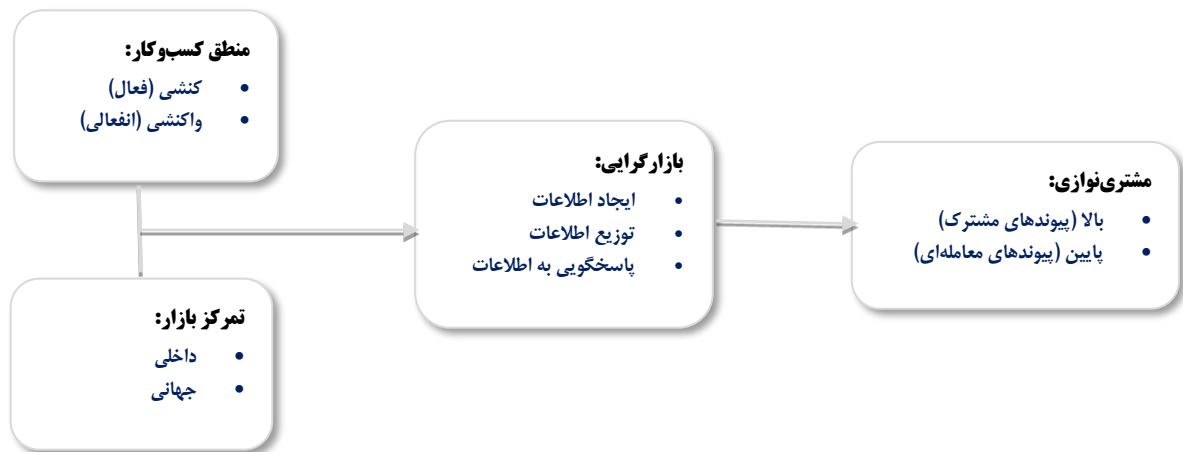 منطق کسب‌وکار:
• کنشی (فعال)
• واکنشی (انفعالی)
تمرکز بازار:
• داخلی
• جهانی
بازارگرایی:
• ایجاد اطلاعات
• توزیع اطلاعات
• پاسخگویی به اطلاعات
مشتری‌نوازی:
• بالا (پیوندهای مشترک)
• پایین (پیوندهای معامله‌ای)